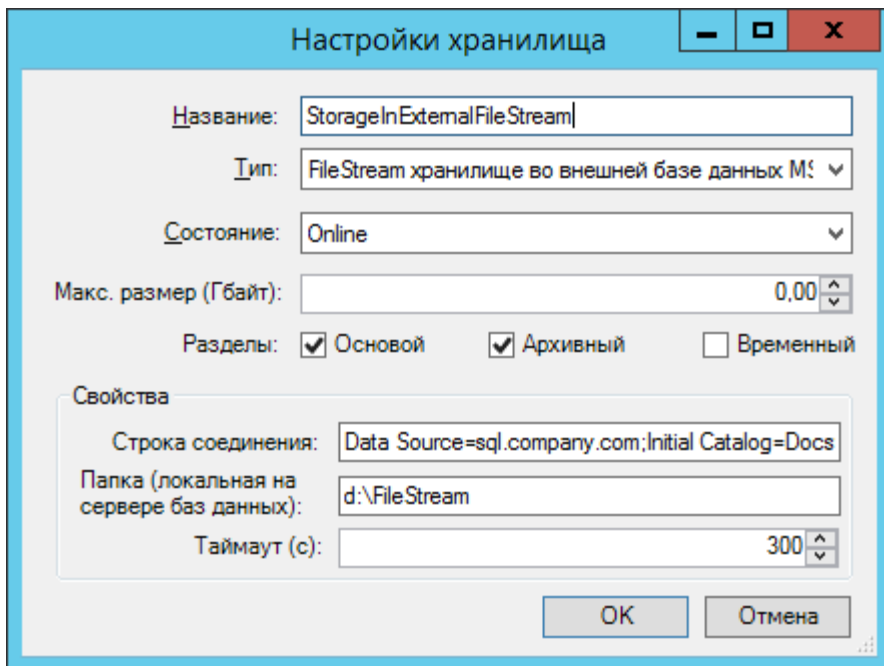 Настройки хранилища
Название: StorageInExternalFileStream
Тип: FileStream хранилище во внешней базе данных MS
Состояние: Online
Макс. размер (Гбайт): 0,00
Разделы: Основой Архивный Временный
Свойства
Строка соединения: Data Source=sql.company.com;Initial Catalog=Docs
Папка (локальная на
сервере баз данных): d:\FileStream
Таймаут (с): 300
OK Отмена